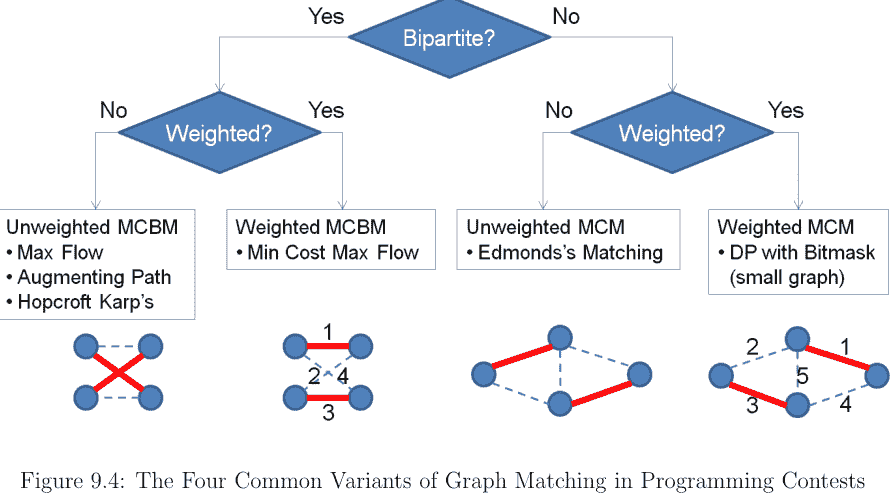 Yes
No
Bipartite?
No
Yes
No
Yes
Weighted?
Weighted?
Unweighted MCBM
• Max Flow
• Augmenting Path
• Hopcroft Karp's
Weighted MCBM
• Min Cost Max Flow
Unweighted MCM
• Edmonds's Matching
Weighted MCM
• DP with Bitmask
(small graph)
1
2 4
3
2
1
5
3
4
Figure 9.4: The Four Common Variants of Graph Matching in Programming Contests